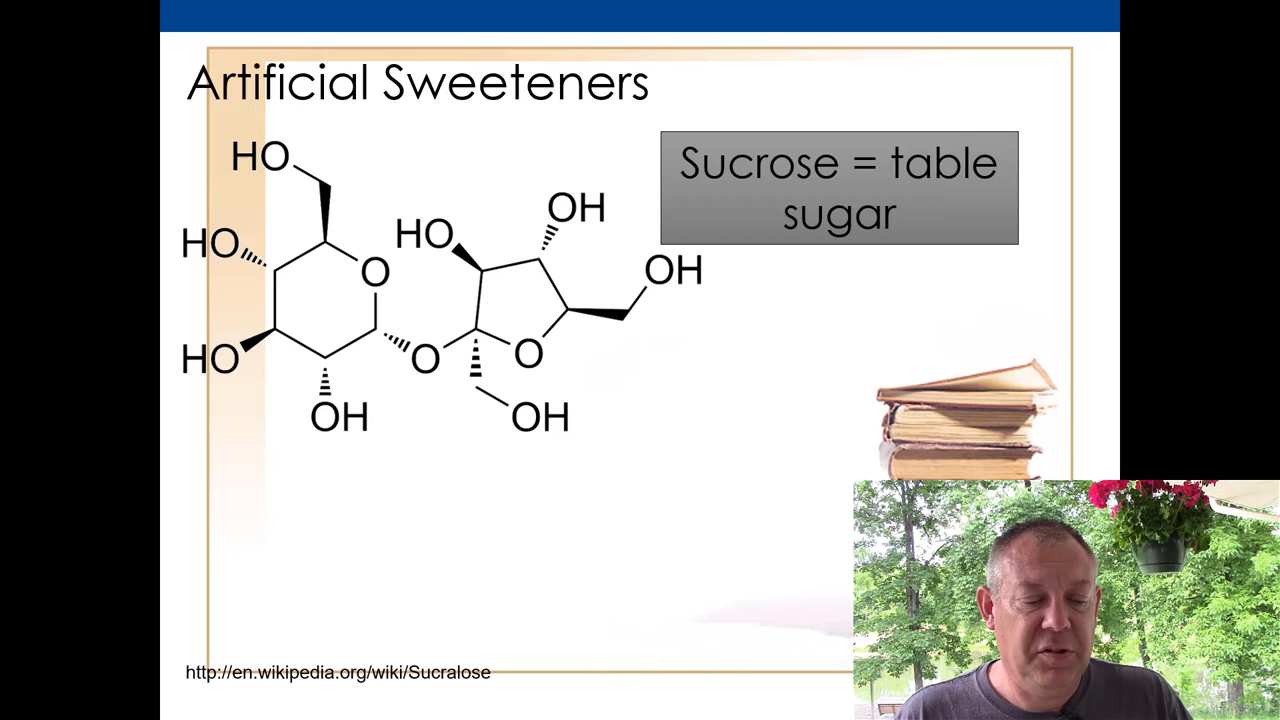 Artificial Sweeteners
Sucrose = table
sugar
HO
HO
HO
OH
O
O
HO
OH
OH
O
OH
http://en.wikipedia.org/wiki/Sucralose